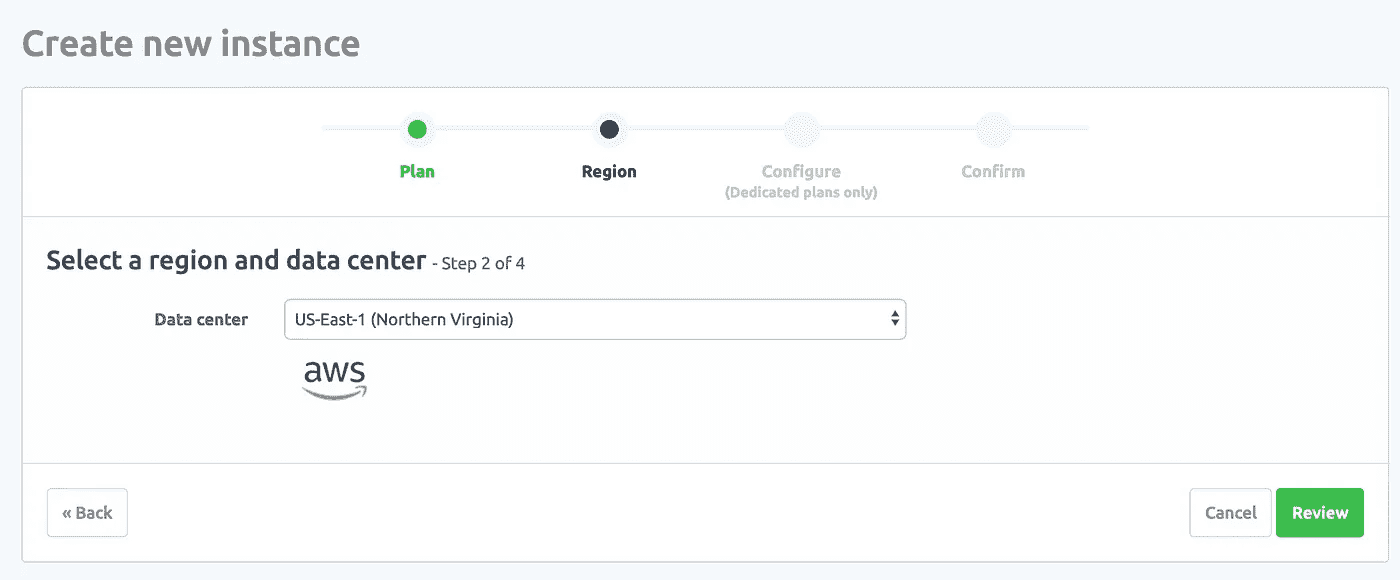 Create new instance
Plan
Region
Configure
(Dedicated plans only)
Confirm
Select a region and data center - Step 2 of 4
Data center
US-East-1 (Northern Virginia)
aws
« Back
Cancel
Review